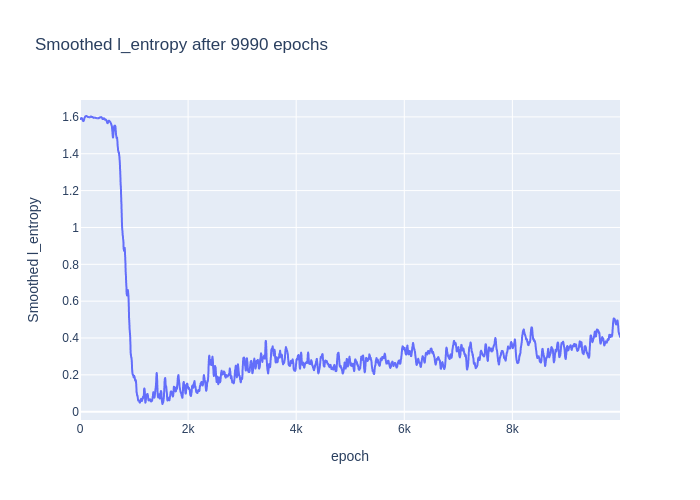 Smoothed l_entropy after 9990 epochs
Smoothed l_entropy
1.6
1.4
1.2
1
0.8
0.6
0.4
0.2
0
0
2k
4k
6k
8k
epoch